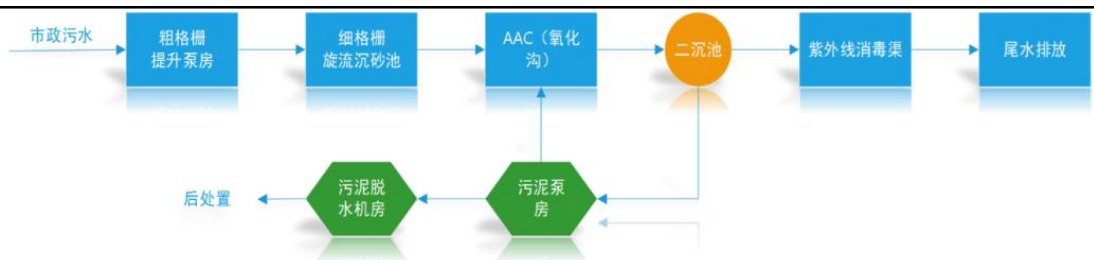 市政污水
粗格栅
提升泵房
细格栅
旋流沉砂池
AAC（氧化
沟）
二沉池
紫外线消毒渠
尾水排放
后处置
污泥脱
水机房
污泥泵
房